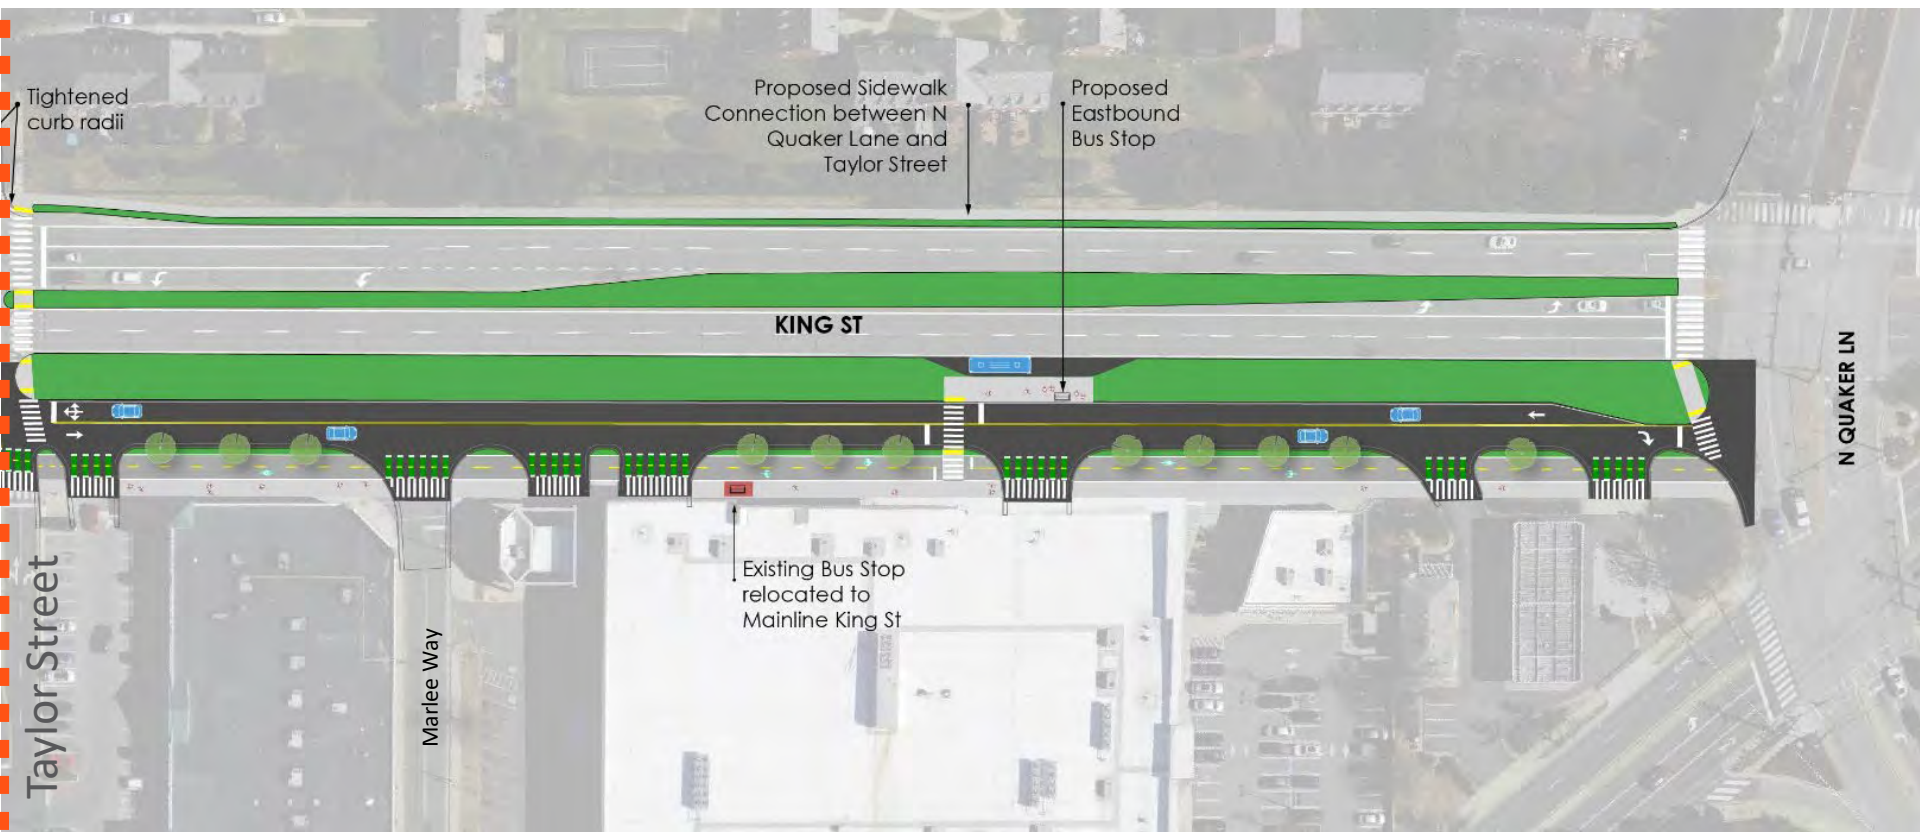 Tightened
curb radii
Proposed Sidewalk
Connection between N
Quaker Lane and
Taylor Street
Proposed
Eastbound
Bus Stop
KING ST
N QUAKER LN
Existing Bus Stop
relocated to
Mainline King St
Taylor Street
Marlee Way